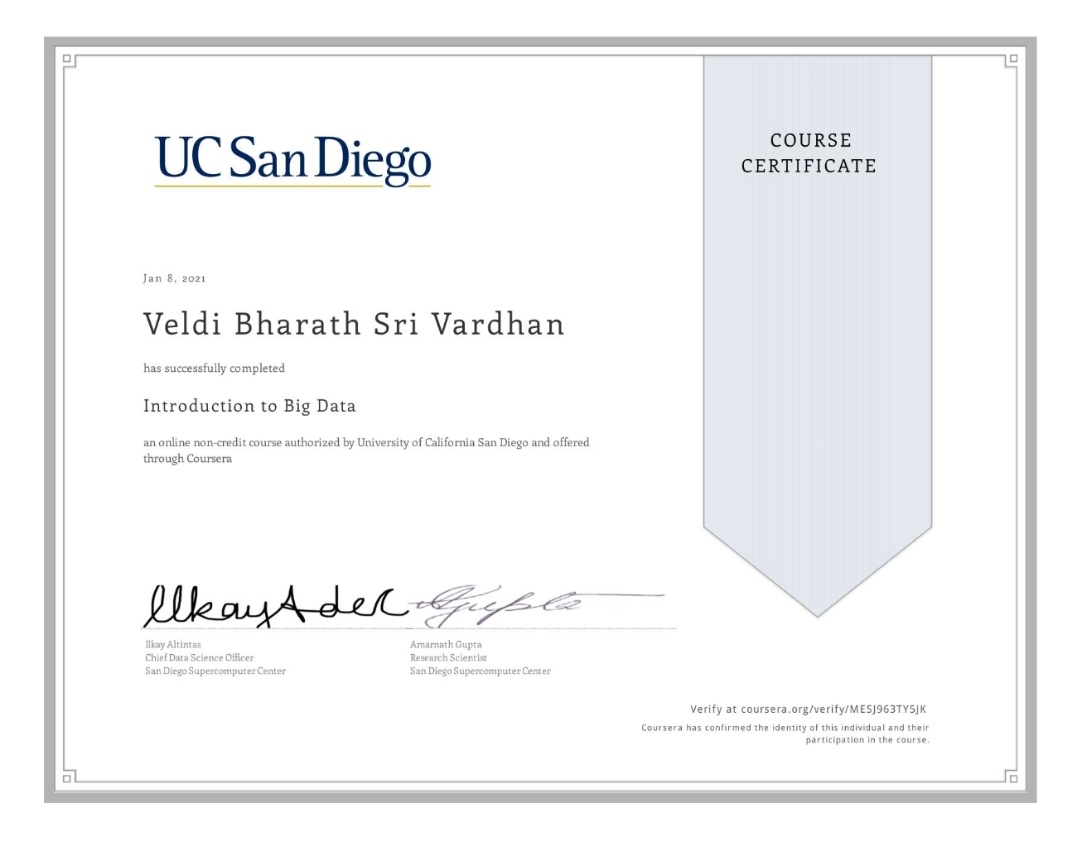 UC San Diego
COURSE
CERTIFICATE
Jan 8, 2021
Veldi Bharath Sri Vardhan
has successfully completed
Introduction to Big Data
an online non-credit course authorized by University of California San Diego and offered
through Coursera
Ilkay Altintas
Chief Data Science Officer
San Diego Supercomputer Center
Amarnath Gupta
Research Scientist
San Diego Supercomputer Center
Verify at coursera.org/verify/MESJ963TY5JK
Coursera has confirmed the identity of this individual and their
participation in the course.